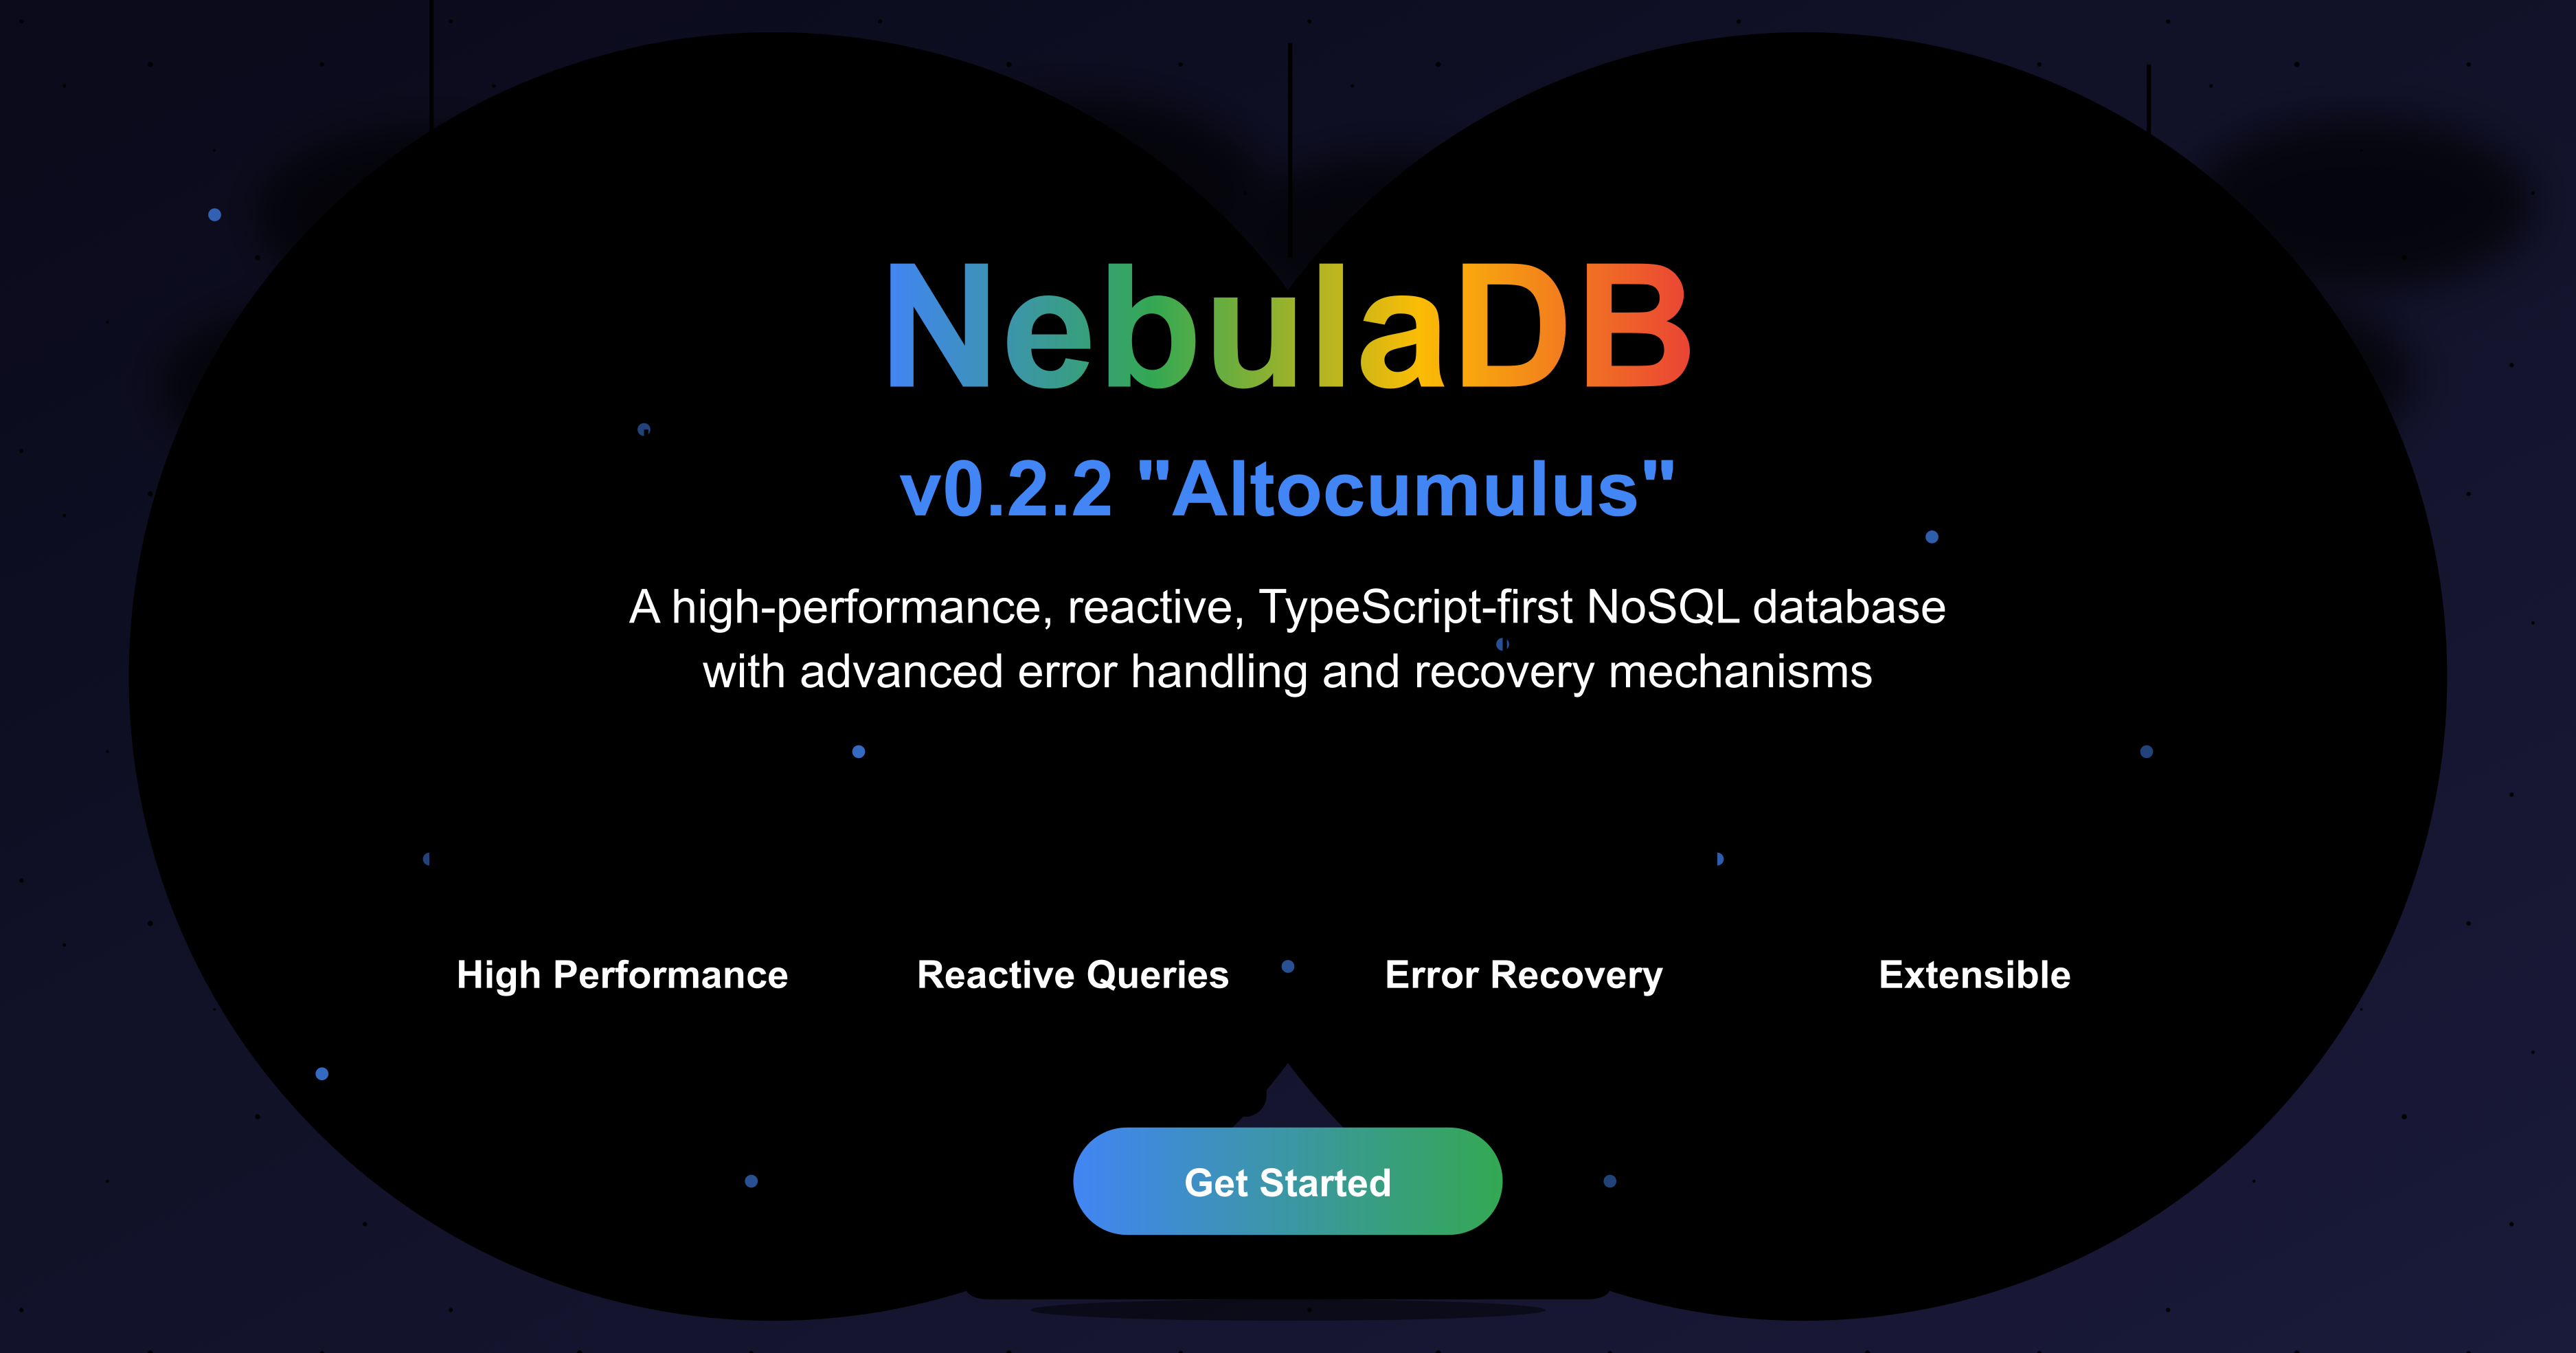 NebulaDB
v0.2.2 "Altocumulus"
A high-performance, reactive, TypeScript-first NoSQL database
with advanced error handling and recovery mechanisms
High Performance
Reactive Queries
Error Recovery
Extensible
Get Started